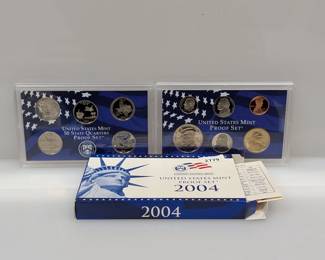 UNITED STATES MINT
50 STATE QUARTERS
PROOF SET
UNITED STATES MINT
PROOF SET
2779
UNITED STATES MINT
PROOF SET
2004
2004